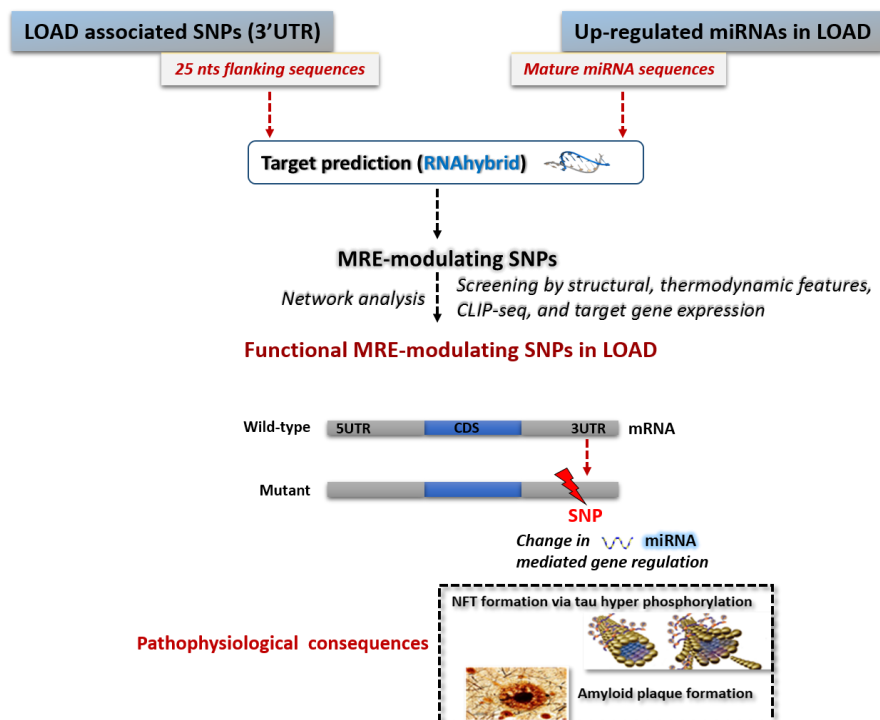 LOAD associated SNPs (3’UTR)
Up-regulated miRNAs in LOAD
25 nts flanking sequences
Mature miRNA sequences
Target prediction (RNAhybrid)
MRE-modulating SNPs
Network analysis
Screening by structural, thermodynamic features,
CLIP-seq, and target gene expression
Functional MRE-modulating SNPs in LOAD
Wild-type
5UTR
CDS
3UTR
mRNA
Mutant
SNP
Change in miRNA
mediated gene regulation
NFT formation via tau hyper phosphorylation
Pathophysiological consequences
Amyloid plaque formation